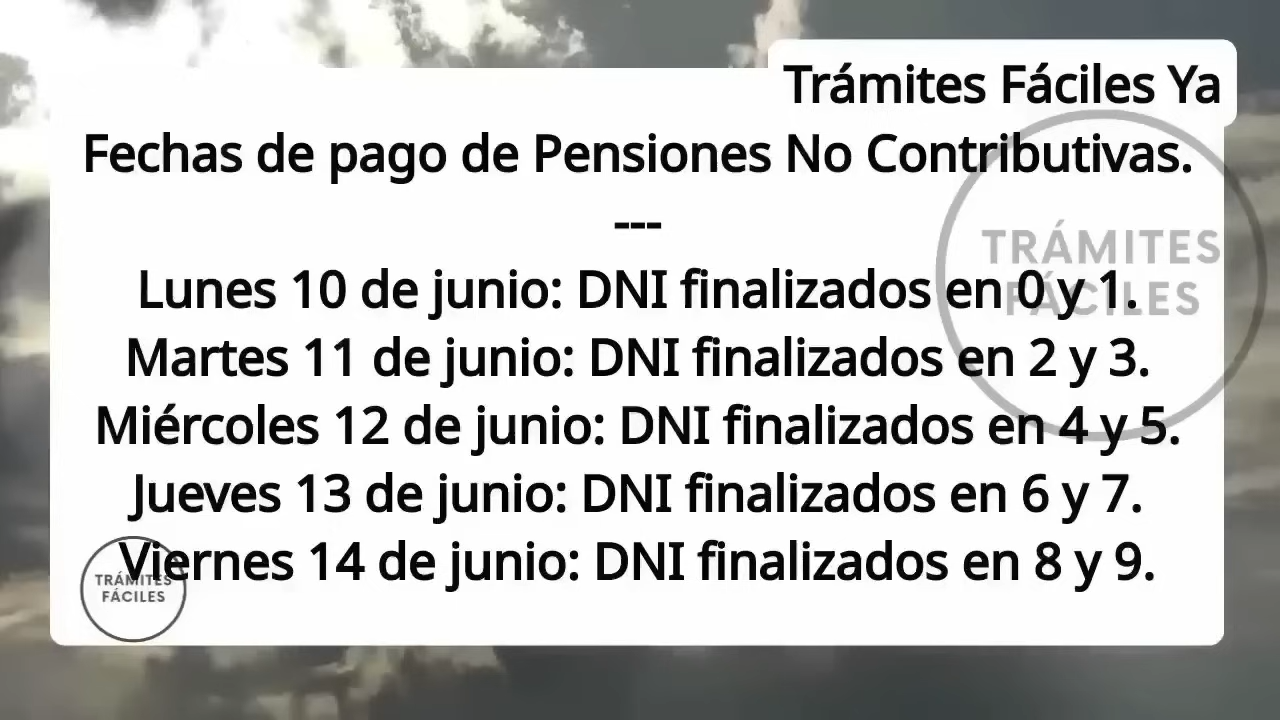 Trámites Fáciles Ya
Fechas de pago de Pensiones No Contributivas.
---
Lunes 10 de junio: DNI finalizados en 0 y 1.
Martes 11 de junio: DNI finalizados en 2 y 3.
Miércoles 12 de junio: DNI finalizados en 4 y 5.
Jueves 13 de junio: DNI finalizados en 6 y 7.
Viernes 14 de junio: DNI finalizados en 8 y 9.
TRÁMITES
FÁCILES
TRÁMITES
FÁCILES